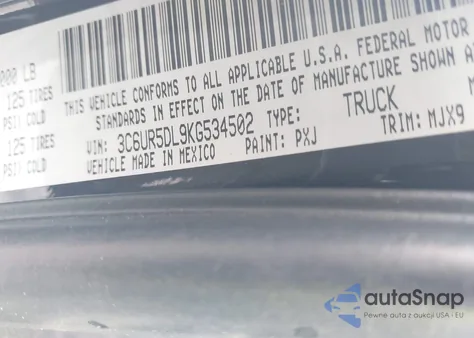 000 LB
125 TIRES
PSI/ COLD
125 TIRES
PSI/ COLD
THIS VEHICLE CONFORMS TO ALL APPLICABLE U.S.A. FEDERAL MOTOR
STANDARDS IN EFFECT ON THE DATE OF MANUFACTURE SHOWN A
VIN: 3C6UR5DL9KG534502 TYPE: TRUCK
VEHICLE MADE IN MEXICO PAINT: PXJ TRIM: MJX9
autoSnap
Pewne auta z aukcji USA - EU